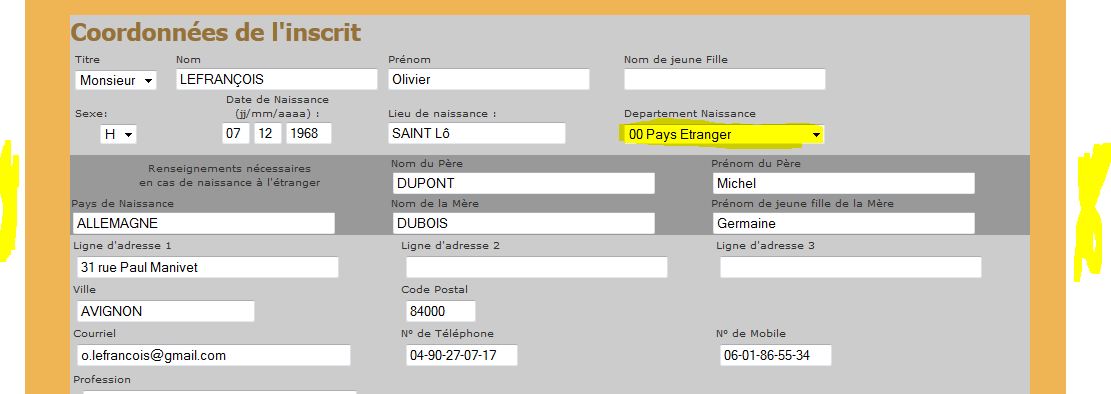 Coordonnées de l'inscrit
Titre Nom Prénom Nom de jeune Fille
Monsieur LEFRANÇOIS Olivier
Sexe: Date de Naissance (jj/mm/aaaa) : Lieu de naissance : Departement Naissance
H 07 12 1968 SAINT Lô 00 Pays Etranger
Renseignements nécessaires
en cas de naissance à l'étranger
Nom du Père Prénom du Père
DUPONT Michel
Pays de Naissance Nom de la Mère Prénom de jeune fille de la Mère
ALLEMAGNE DUBOIS Germaine
Ligne d'adresse 1 Ligne d'adresse 2 Ligne d'adresse 3
31 rue Paul Manivet
Ville Code Postal
AVIGNON 84000
Courriel N° de Téléphone N° de Mobile
o.lefrancois@gmail.com 04-90-27-07-17 06-01-86-55-34
Profession